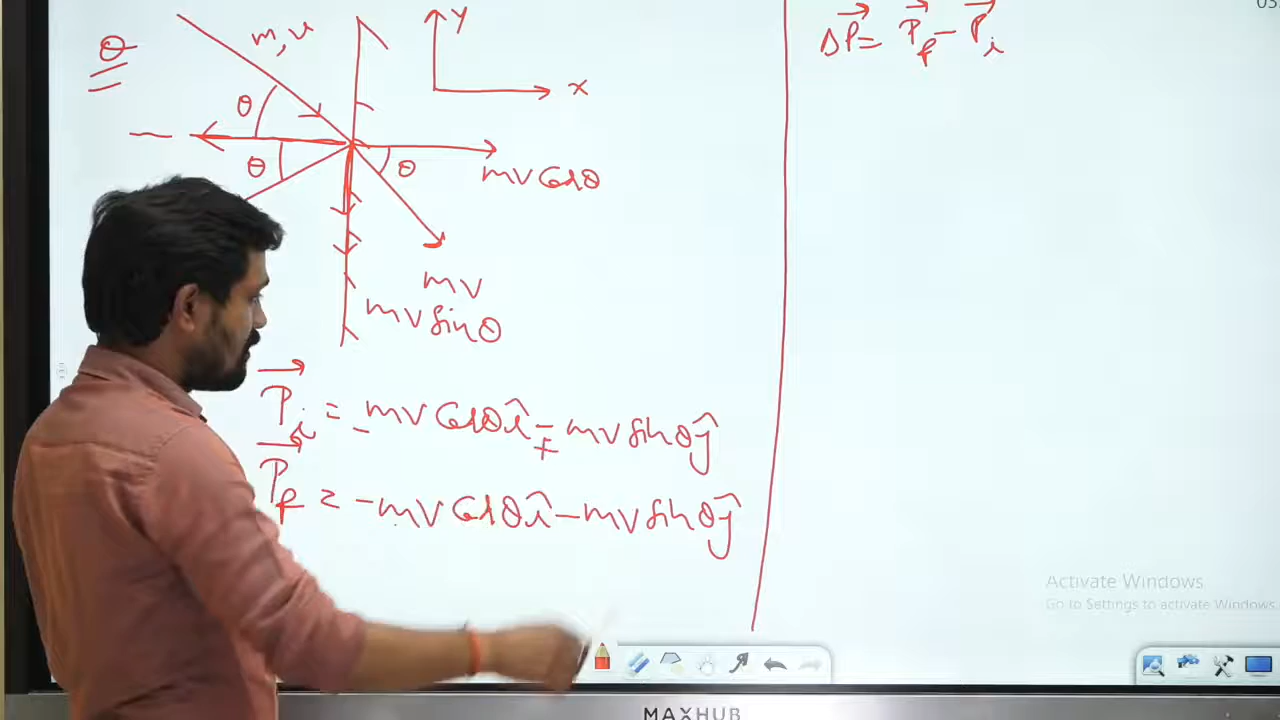 03
Q
m, v
y
x
θ
θ
θ
mv Cosθ
mv
mv sinθ
P⃗i = -mv Cosθ î ∓ mv sinθ ĵ
P⃗f = -mv Cosθ î - mv sinθ ĵ
ΔP⃗ = P⃗f - P⃗i
Activate Windows
Go to Settings to activate Windows.
MAXHUB